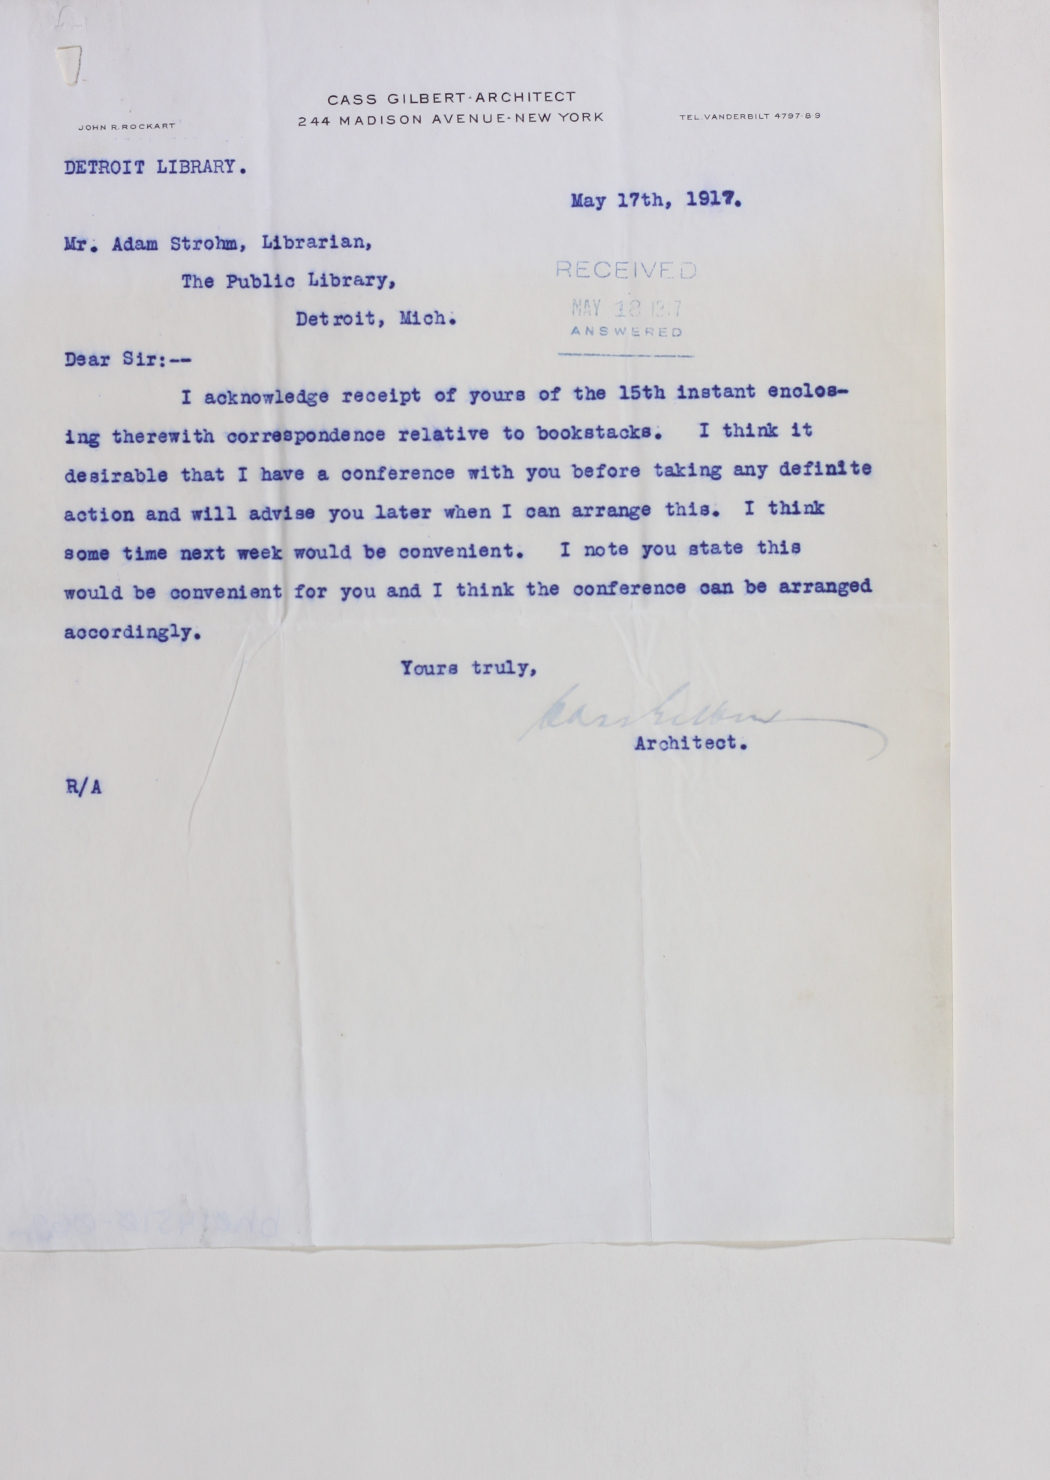 CASS GILBERT·ARCHITECT
244 MADISON AVENUE·NEW YORK
JOHN R. ROCKART
TEL. VANDERBILT 4797-8-9
DETROIT LIBRARY.
May 17th, 1917.
Mr. Adam Strohm, Librarian,
The Public Library,
Detroit, Mich.
RECEIVED
MAY 18
ANSWERED
Dear Sir:--
I acknowledge receipt of yours of the 15th instant enclos-
ing therewith correspondence relative to bookstacks. I think it
desirable that I have a conference with you before taking any definite
action and will advise you later when I can arrange this. I think
some time next week would be convenient. I note you state this
would be convenient for you and I think the conference can be arranged
accordingly.
Yours truly,
Cass Gilbert
Architect.
R/A